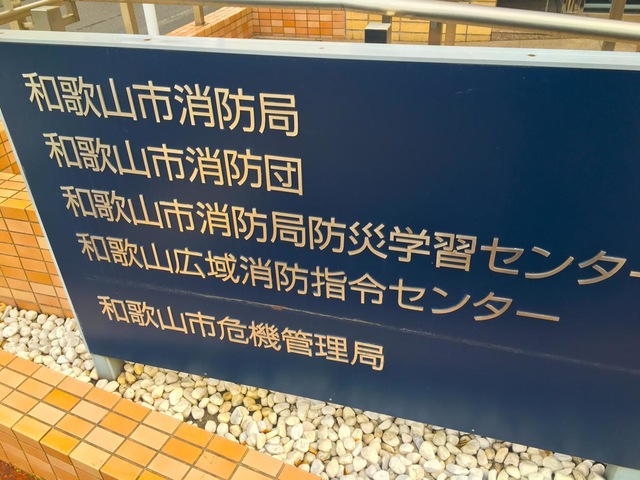 和歌山市消防局
和歌山市消防団
和歌山市消防局防災学習センター
和歌山広域消防指令センター
和歌山市危機管理局